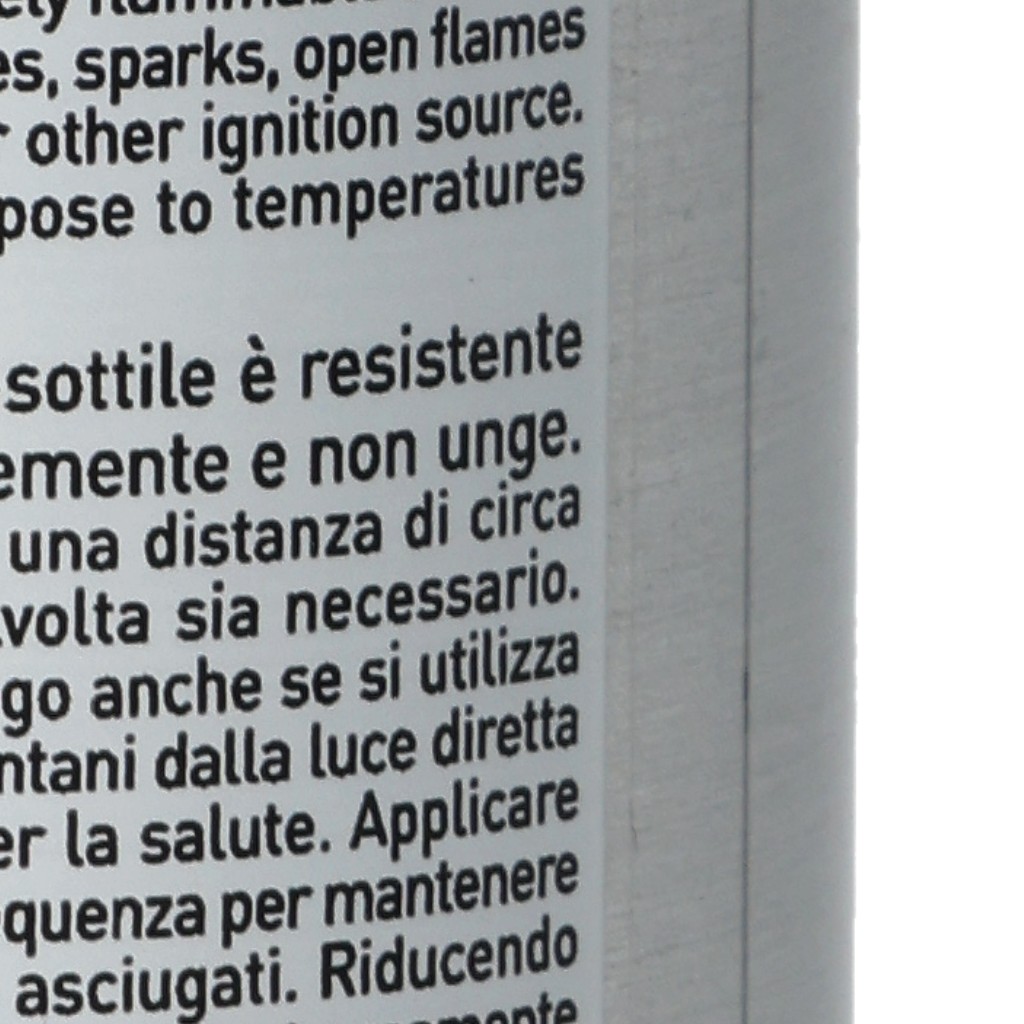 es, sparks, open flames
other ignition source.
pose to temperatures
sottile è resistente
emente e non unge.
una distanza di circa
volta sia necessario.
go anche se si utilizza
ntani dalla luce diretta
er la salute. Applicare
quenza per mantenere
asciugati. Riducendo